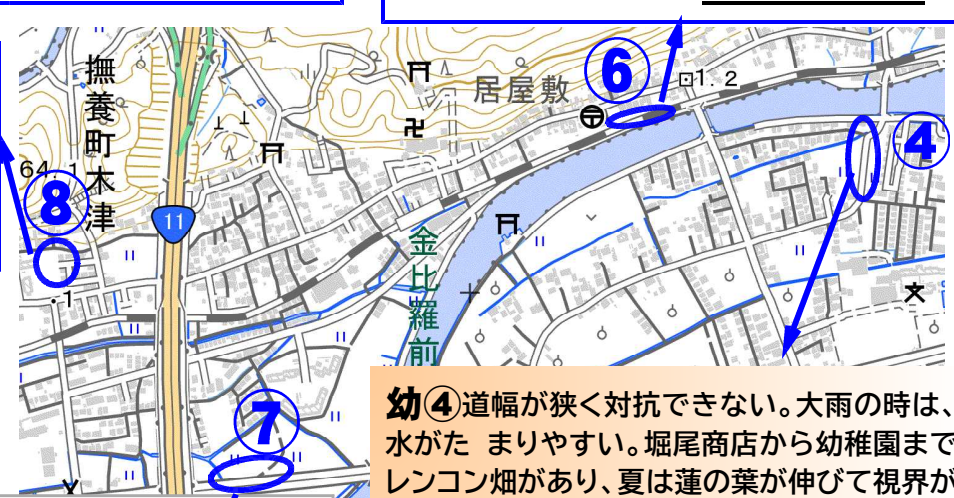 撫養町木津
居屋敷
⑥
1.2
④
64.1
⑧
11
金比羅前
.1
⑦
幼④道幅が狭く対抗できない。大雨の時は、
水がた まりやすい。堀尾商店から幼稚園まで
レンコン畑があり、夏は蓮の葉が伸びて視界が